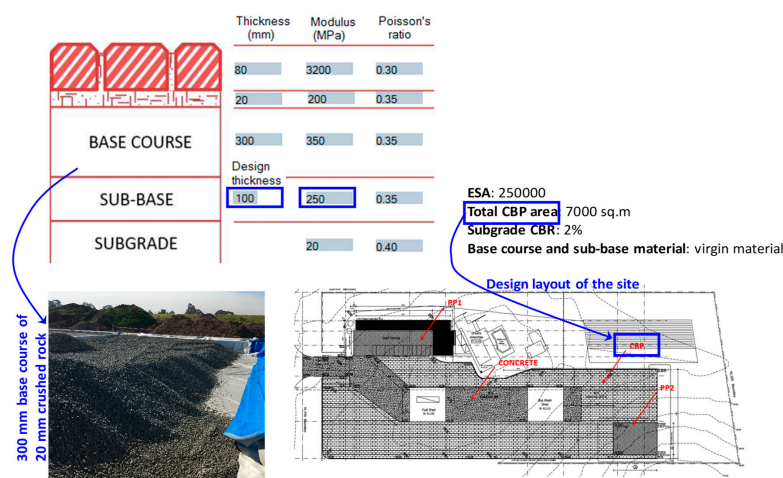 Thickness Modulus Poisson's
(mm) (MPa) ratio
80 3200 0.30
20 200 0.35
BASE COURSE 300 350 0.35
Design
thickness
SUB-BASE 100 250 0.35
SUBGRADE 20 0.40
ESA: 250000
Total CBP area: 7000 sq.m
Subgrade CBR: 2%
Base course and sub-base material: virgin material
300 mm base course of
20 mm crushed rock
Design layout of the site
PP1
CBP
CONCRETE
PP2